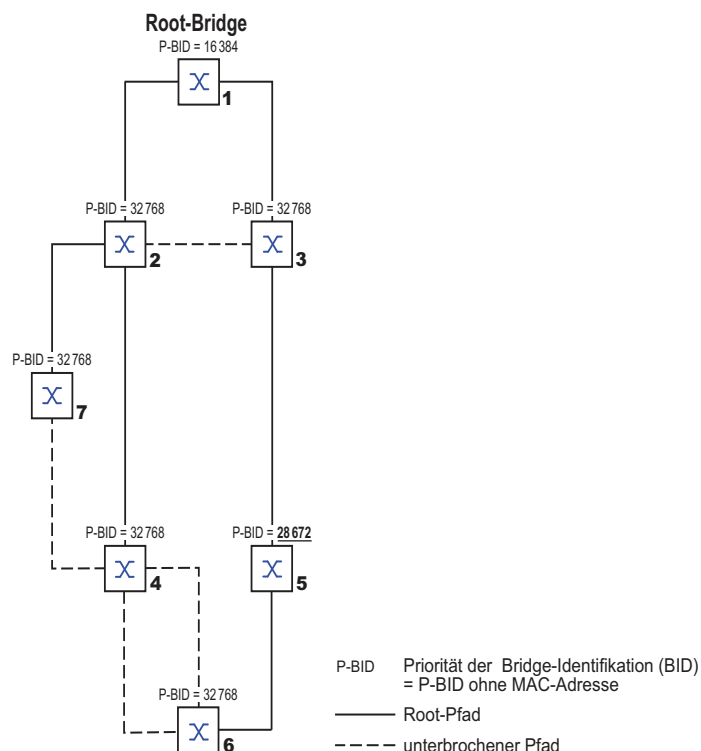 Root-Bridge
P-BID = 16 384
1
P-BID = 32 768
P-BID = 32 768
2
3
P-BID = 32 768
7
P-BID = 32 768
P-BID = 28 672
4
5
P-BID = 32 768
6
P-BID Priorität der Bridge-Identifikation (BID)
= P-BID ohne MAC-Adresse
Root-Pfad
unterbrochener Pfad